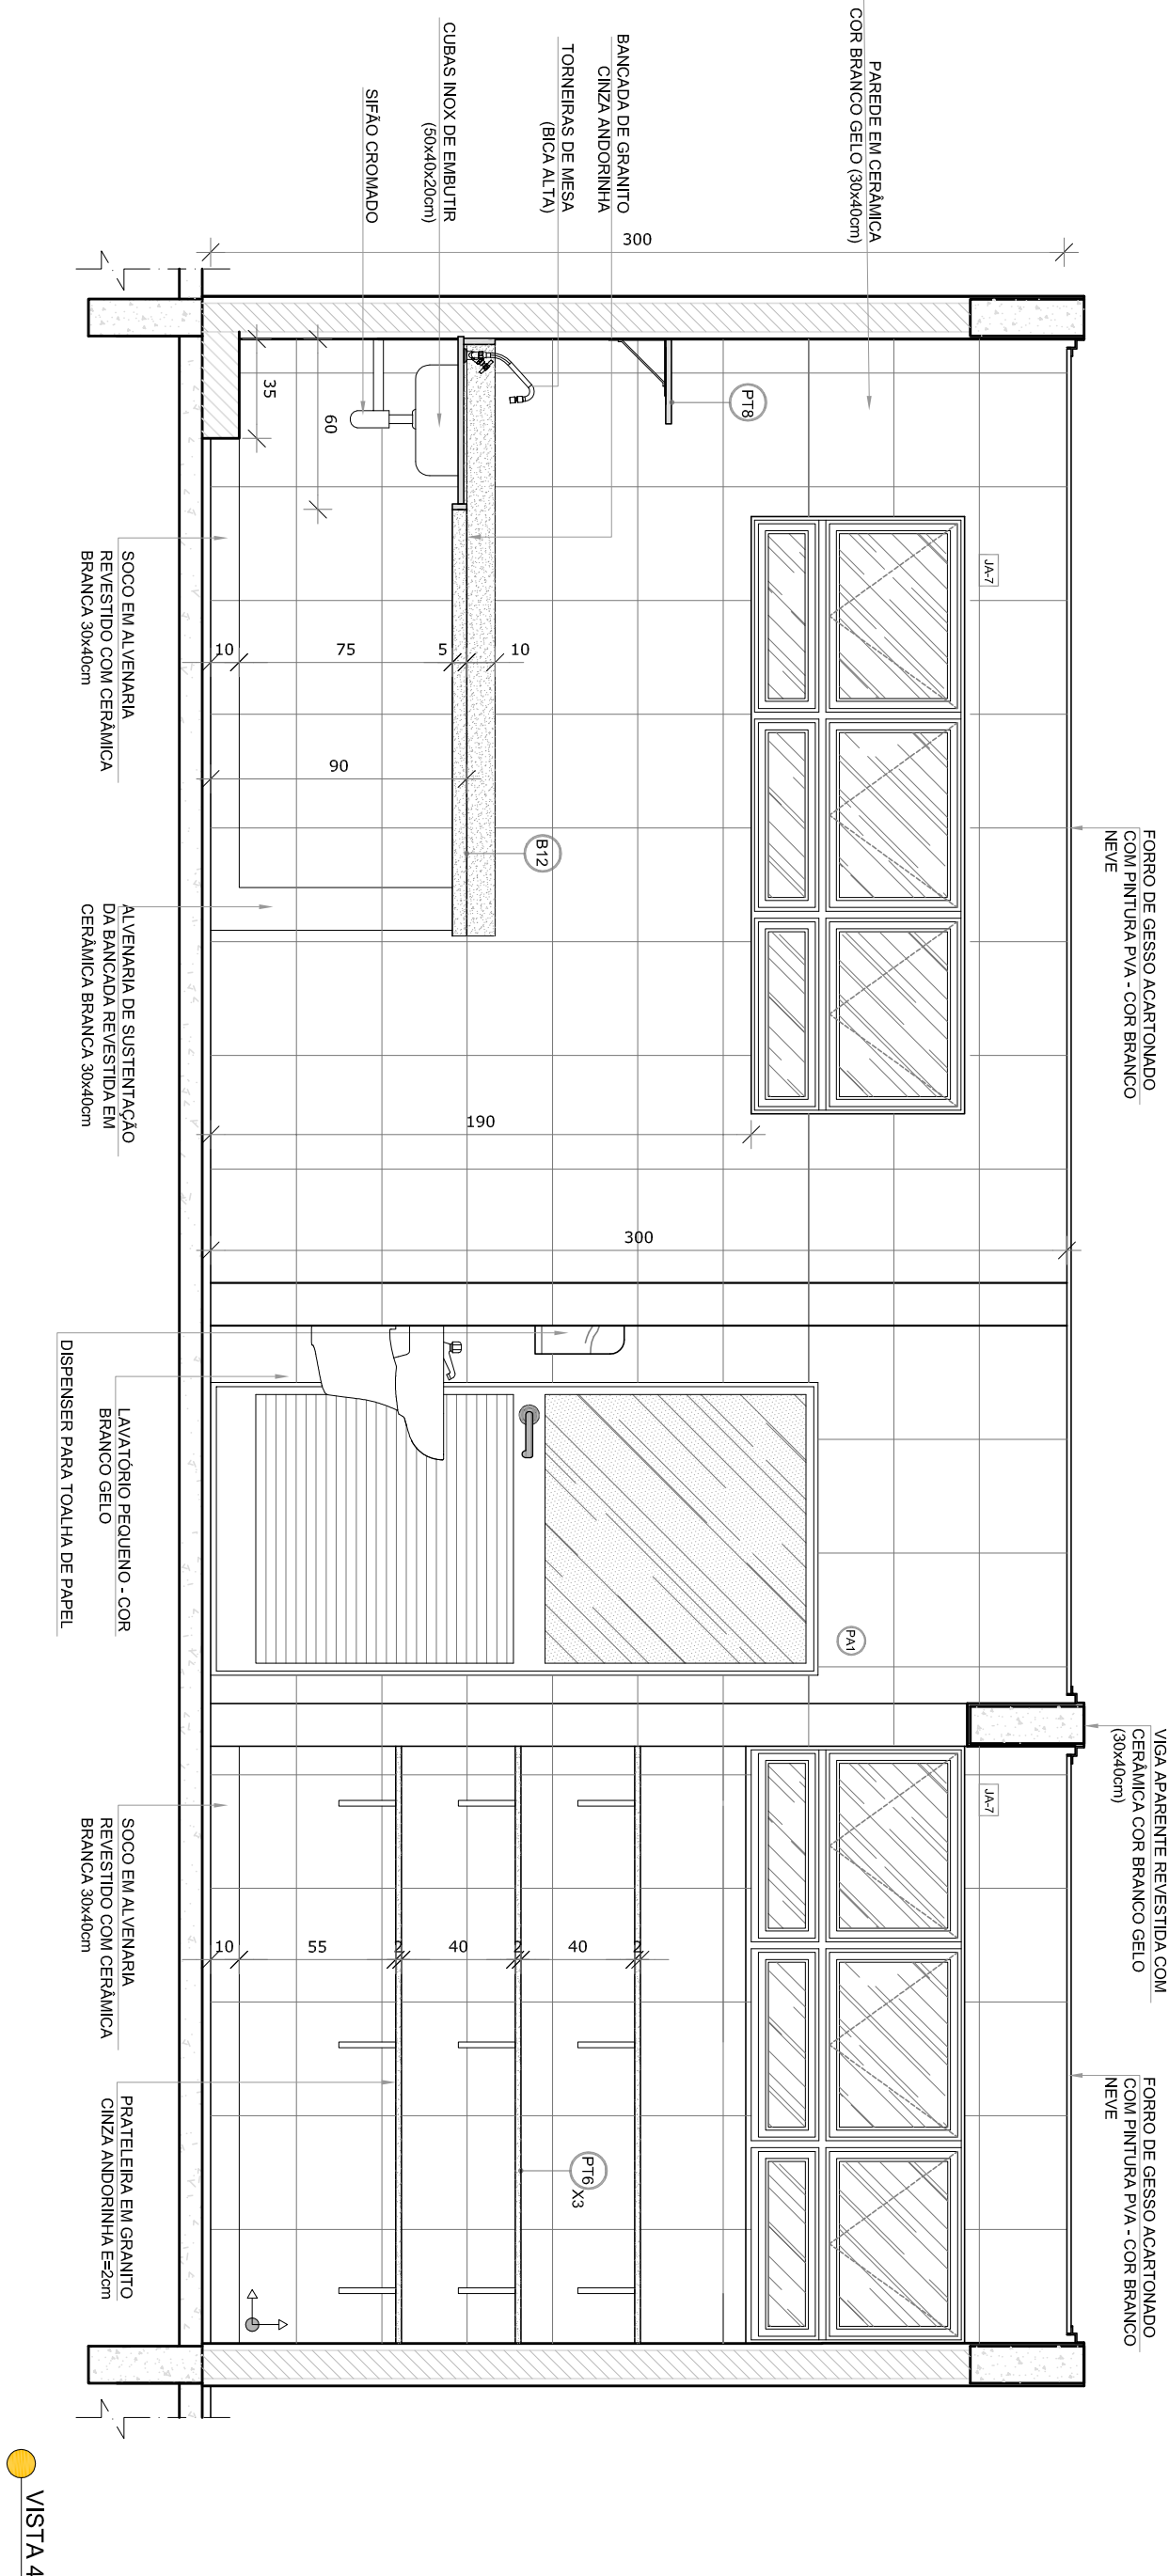 PAREDE EM CERÂMICA
COR BRANCO GELO (30x40cm)
BANCADA DE GRANITO
CINZA ANDORINHA
TORNEIRAS DE MESA
(BICA ALTA)
CUBAS INOX DE EMBUTIR
(50x40x20cm)
SIFÃO CROMADO
300
FORRO DE GESSO ACARTONADO
COM PINTURA PVA - COR BRANCO
NEVE
VIGA APARENTE REVESTIDA COM
CERÂMICA COR BRANCO GELO
(30x40cm)
FORRO DE GESSO ACARTONADO
COM PINTURA PVA - COR BRANCO
NEVE
JA-7
JA-7
PT8
PA1
B12
PT6
X3
35
60
10
75
5
10
90
190
300
10
55
2
40
2
40
2
SOCO EM ALVENARIA
REVESTIDO COM CERÂMICA
BRANCA 30x40cm
ALVENARIA DE SUSTENTAÇÃO
DA BANCADA REVESTIDA EM
CERÂMICA BRANCA 30x40cm
LAVATÓRIO PEQUENO - COR
BRANCO GELO
DISPENSER PARA TOALHA DE PAPEL
SOCO EM ALVENARIA
REVESTIDO COM CERÂMICA
BRANCA 30x40cm
PRATELEIRA EM GRANITO
CINZA ANDORINHA E=2cm
VISTA 4